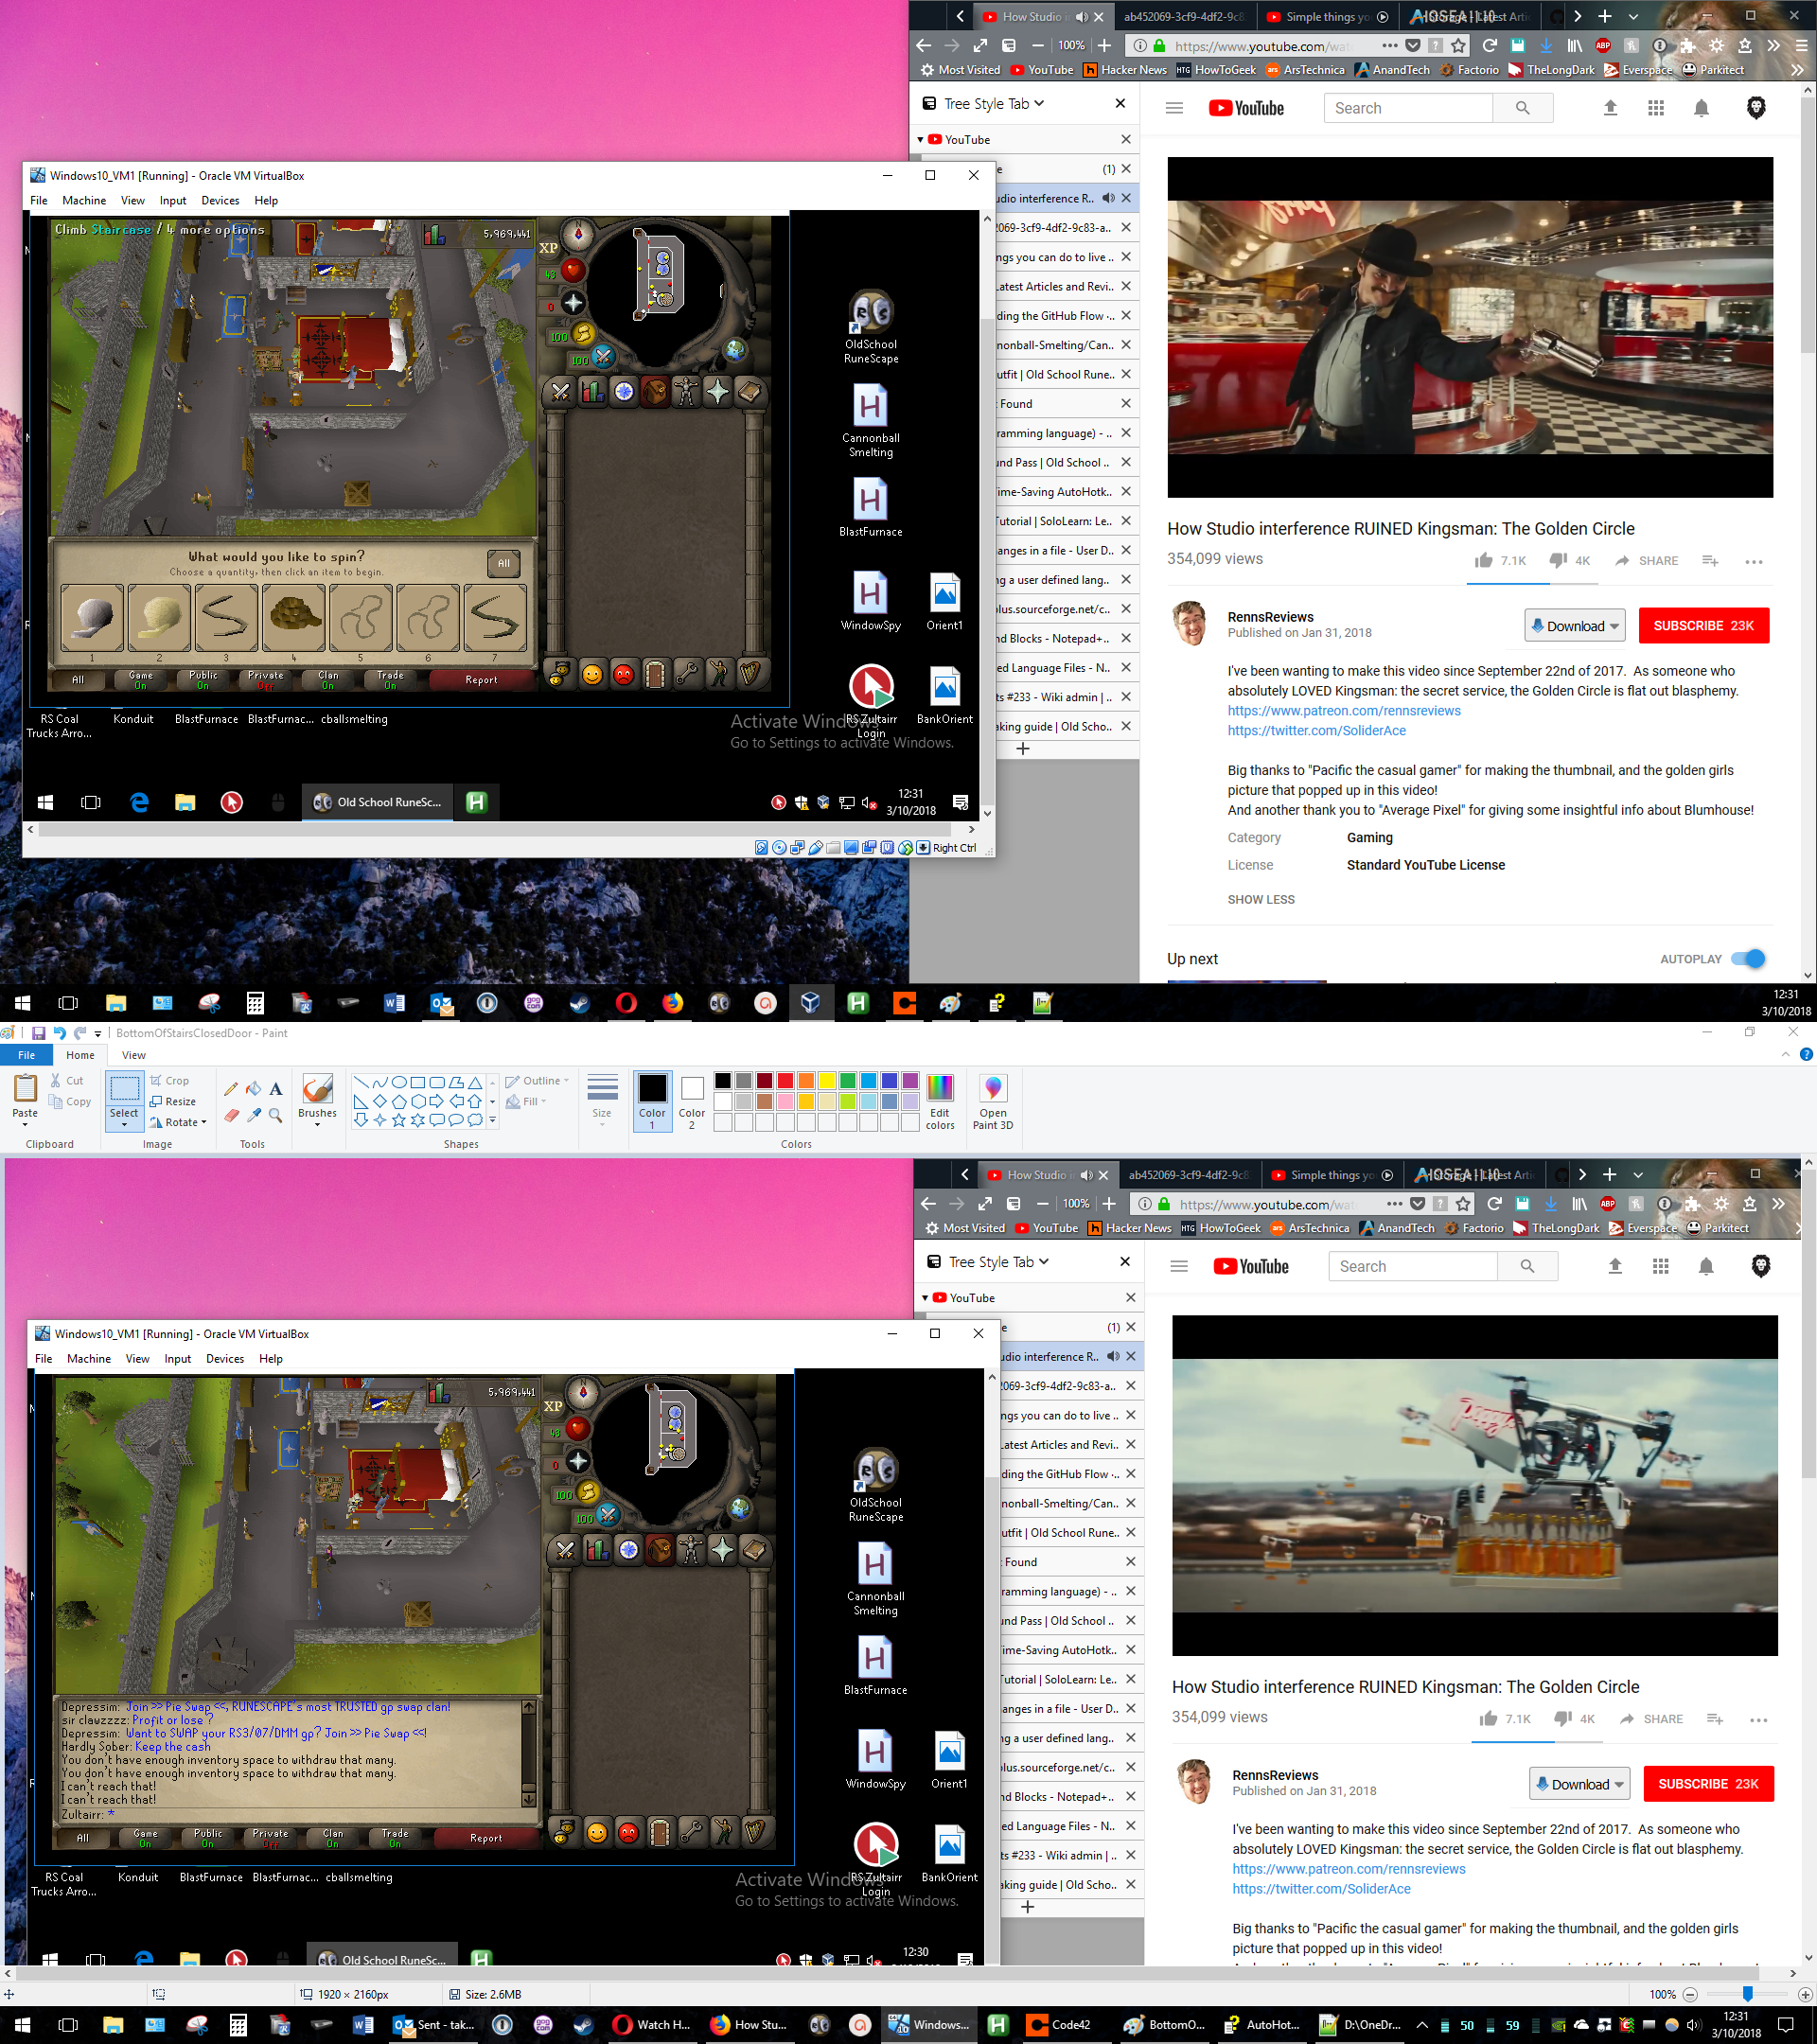 How Studio i
ab452069-3cf9-4df2-9c8
Simple things yo
Storage - Latest Arti
100%
https://www.youtube.com/wat
Most Visited
YouTube
Hacker News
HowToGeek
ArsTechnica
AnandTech
Factorio
TheLongDark
Everspace
Parkitect
Tree Style Tab
Search
YouTube
e (1)
udio interference R..
2069-3cf9-4df2-9c83-a..
ngs you can do to live ..
Latest Articles and Revi..
ding the GitHub Flow ·..
nonball-Smelting/Can..
utfit | Old School Rune..
t Found
ramming language) - ..
und Pass | Old School ..
Time-Saving AutoHotk..
Tutorial | SoloLearn: Le..
anges in a file - User D..
ng a user defined lang..
plus.sourceforge.net/c..
nd Blocks - Notepad+..
ed Language Files - N..
ts #233 - Wiki admin | ..
aking guide | Old Scho..
Windows10_VM1 [Running] - Oracle VM VirtualBox
File Machine View Input Devices Help
Climb Staircase / 4 more options
5,969,441
XP
43
0
100
100
What would you like to spin?
Choose a quantity, then click an item to begin.
All
1 2 3 4 5 6 7
All
Game On
Public On
Private Off
Clan On
Trade On
Report
OldSchool RuneScape
Cannonball Smelting
BlastFurnace
WindowSpy
Orient1
RS Zultairr Login
BankOrient
RS Coal Trucks Arro...
Konduit
BlastFurnace
BlastFurnac...
cballsmelting
Activate Windows
Go to Settings to activate Windows.
Old School RuneSc...
12:31
3/10/2018
Right Ctrl
How Studio interference RUINED Kingsman: The Golden Circle
354,099 views
7.1K
4K
SHARE
RennsReviews
Published on Jan 31, 2018
Download
SUBSCRIBE 23K
I've been wanting to make this video since September 22nd of 2017. As someone who
absolutely LOVED Kingsman: the secret service, the Golden Circle is flat out blasphemy.
https://www.patreon.com/rennsreviews
https://twitter.com/SoliderAce
Big thanks to "Pacific the casual gamer" for making the thumbnail, and the golden girls
picture that popped up in this video!
And another thank you to "Average Pixel" for giving some insightful info about Blumhouse!
Category Gaming
License Standard YouTube License
SHOW LESS
Up next
AUTOPLAY
12:31
3/10/2018
BottomOfStairsClosedDoor - Paint
File Home View
Paste
Cut
Copy
Clipboard
Select
Crop
Resize
Rotate
Image
Tools
Brushes
Outline
Fill
Shapes
Size
Color 1
Color 2
Edit colors
Colors
Open Paint 3D
How Studio i
ab452069-3cf9-4df2-9c8
Simple things yo
Storage - Latest Arti
100%
https://www.youtube.com/wat
Most Visited
YouTube
Hacker News
HowToGeek
ArsTechnica
AnandTech
Factorio
TheLongDark
Everspace
Parkitect
Tree Style Tab
Search
YouTube
e (1)
udio interference R..
2069-3cf9-4df2-9c83-a..
ngs you can do to live ..
Latest Articles and Revi..
ding the GitHub Flow ·..
nonball-Smelting/Can..
utfit | Old School Rune..
t Found
ramming language) - ..
und Pass | Old School ..
Time-Saving AutoHotk..
Tutorial | SoloLearn: Le..
anges in a file - User D..
ng a user defined lang..
plus.sourceforge.net/c..
nd Blocks - Notepad+..
ed Language Files - N..
ts #233 - Wiki admin | ..
aking guide | Old Scho..
Windows10_VM1 [Running] - Oracle VM VirtualBox
File Machine View Input Devices Help
5,969,441
XP
43
0
100
100
Depressim: Join >> Pie Swap <<, RUNESCAPE's most TRUSTED gp swap clan!
sir clawzzzz: Profit or lose ?
Depressim: Want to SWAP your RS3/07/DMM gp? Join >> Pie Swap <<!
Hardly Sober: Keep the cash
You don't have enough inventory space to withdraw that many.
You don't have enough inventory space to withdraw that many.
I can't reach that!
I can't reach that!
Zultairr: *
All
Game On
Public On
Private Off
Clan On
Trade On
Report
OldSchool RuneScape
Cannonball Smelting
BlastFurnace
WindowSpy
Orient1
RS Zultairr Login
BankOrient
RS Coal Trucks Arro...
Konduit
BlastFurnace
BlastFurnac...
cballsmelting
Activate Windows
Go to Settings to activate Windows.
Old School RuneSc...
12:30
How Studio interference RUINED Kingsman: The Golden Circle
354,099 views
7.1K
4K
SHARE
RennsReviews
Published on Jan 31, 2018
Download
SUBSCRIBE 23K
I've been wanting to make this video since September 22nd of 2017. As someone who
absolutely LOVED Kingsman: the secret service, the Golden Circle is flat out blasphemy.
https://www.patreon.com/rennsreviews
https://twitter.com/SoliderAce
Big thanks to "Pacific the casual gamer" for making the thumbnail, and the golden girls
picture that popped up in this video!
1920 × 2160px
Size: 2.6MB
100%
Sent - tak...
Watch H...
How Stu...
Windows...
Code42
BottomO...
AutoHot...
D:\OneDr...
50
59
12:31
3/10/2018